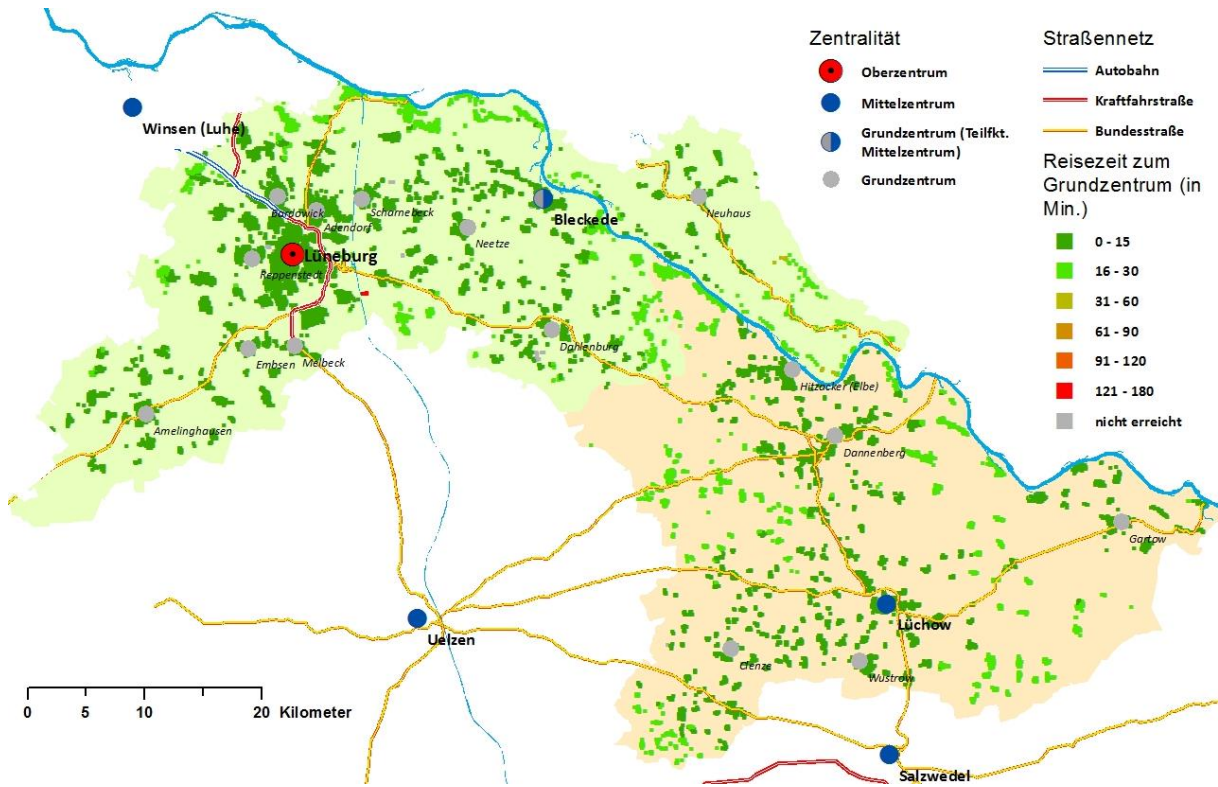 Zentralität
Oberzentrum
Mittelzentrum
Grundzentrum (Teilfkt.
Mittelzentrum)
Grundzentrum
Straßennetz
Autobahn
Kraftfahrstraße
Bundesstraße
Reisezeit zum
Grundzentrum (in
Min.)
0 - 15
16 - 30
31 - 60
61 - 90
91 - 120
121 - 180
nicht erreicht
Winsen (Luhe)
Bardowick
Adendorf
Scharnebeck
Bleckede
Neuhaus
Neetze
Lüneburg
Reppenstedt
Dahlenburg
Embsen
Melbeck
Hitzacker (Elbe)
Amelinghausen
Dannenberg
Gartow
Lüchow
Uelzen
Clenze
Wustrow
Salzwedel
0 5 10 20 Kilometer